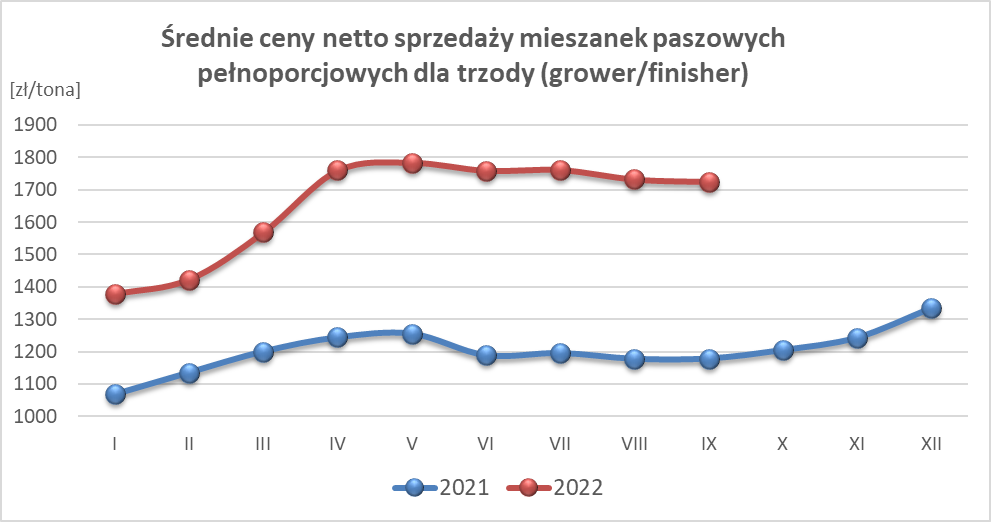 Średnie ceny netto sprzedaży mieszanek paszowych
pełnoporcjowych dla trzody (grower/finisher)
[zł/tona]
1900
1800
1700
1600
1500
1400
1300
1200
1100
1000
I II III IV V VI VII VIII IX X XI XII
2021 2022